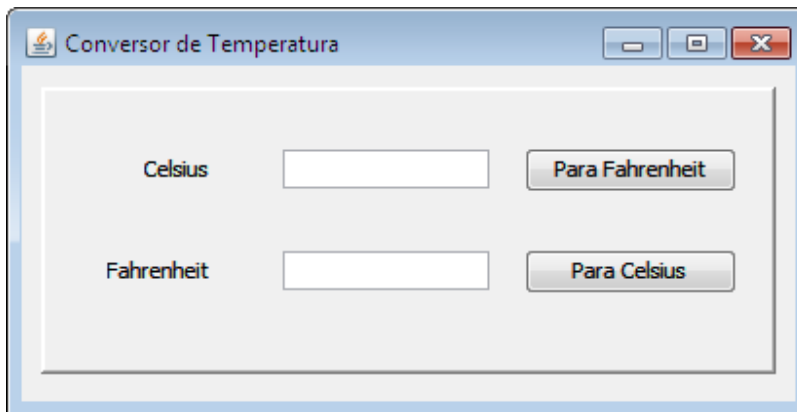 Conversor de Temperatura
Celsius Para Fahrenheit
Fahrenheit Para Celsius